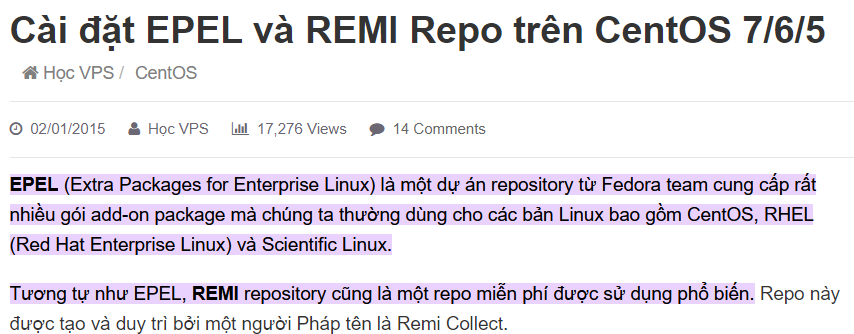 Cài đặt EPEL và REMI Repo trên CentOS 7/6/5
Học VPS / CentOS
02/01/2015 Học VPS 17,276 Views 14 Comments
EPEL (Extra Packages for Enterprise Linux) là một dự án repository từ Fedora team cung cấp rất
nhiều gói add-on package mà chúng ta thường dùng cho các bản Linux bao gồm CentOS, RHEL
(Red Hat Enterprise Linux) và Scientific Linux.
Tương tự như EPEL, REMI repository cũng là một repo miễn phí được sử dụng phổ biến. Repo này
được tạo và duy trì bởi một người Pháp tên là Remi Collect.